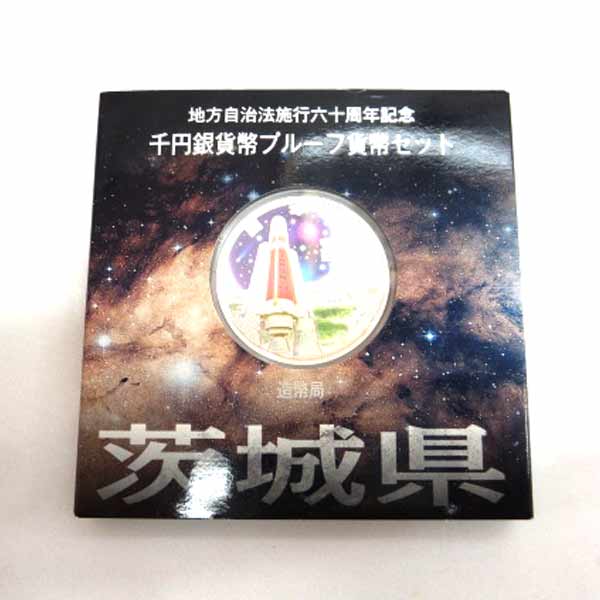 地方自治法施行六十周年記念
千円銀貨幣プルーフ貨幣セット
造幣局
茨城県